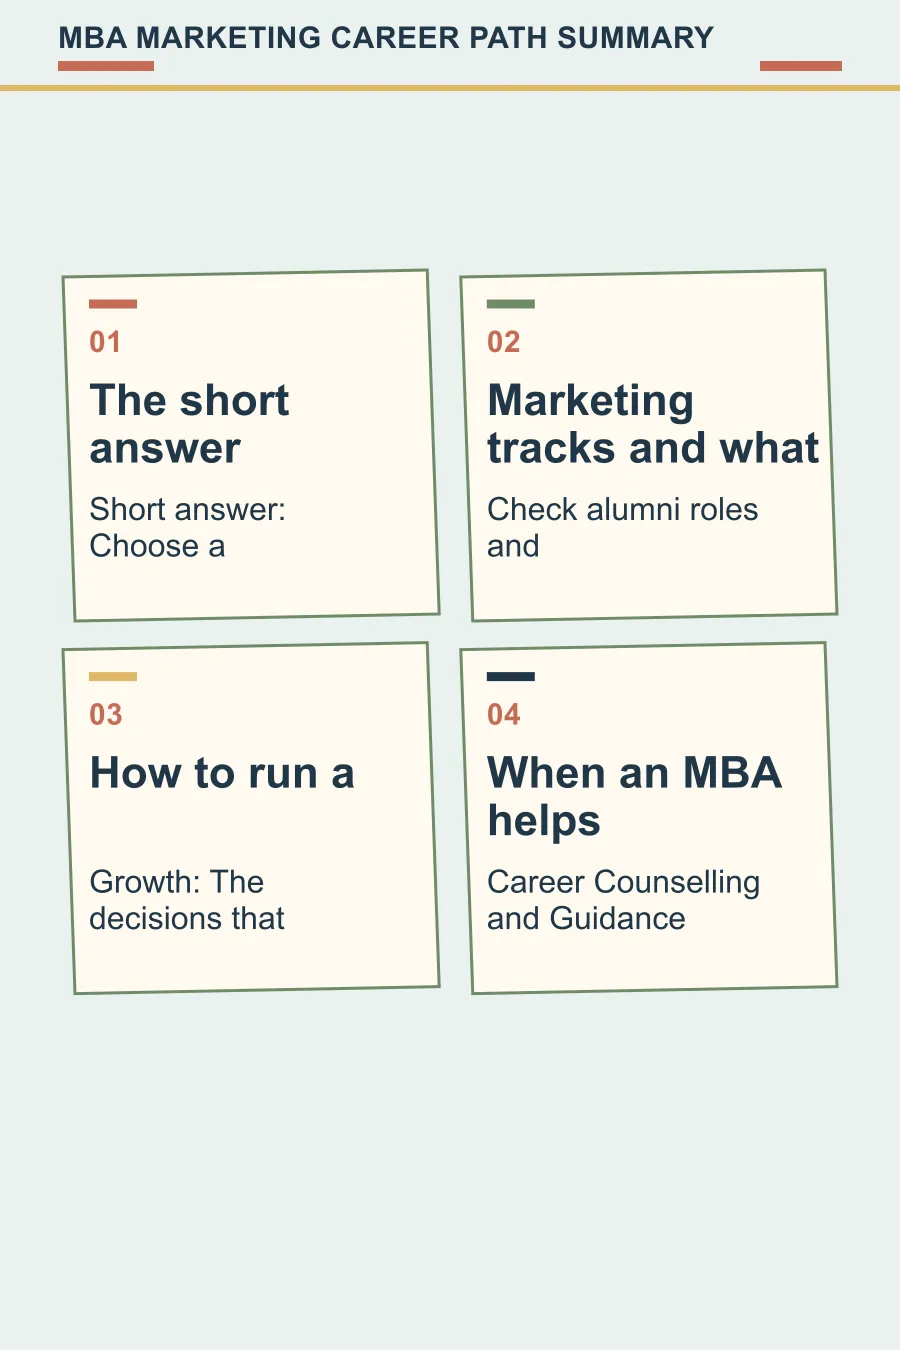 MBA MARKETING CAREER PATH SUMMARY
01
The short
answer
Short answer:
Choose a
02
Marketing
tracks and what
Check alumni roles
and
03
How to run a
Growth: The
decisions that
04
When an MBA
helps
Career Counselling
and Guidance